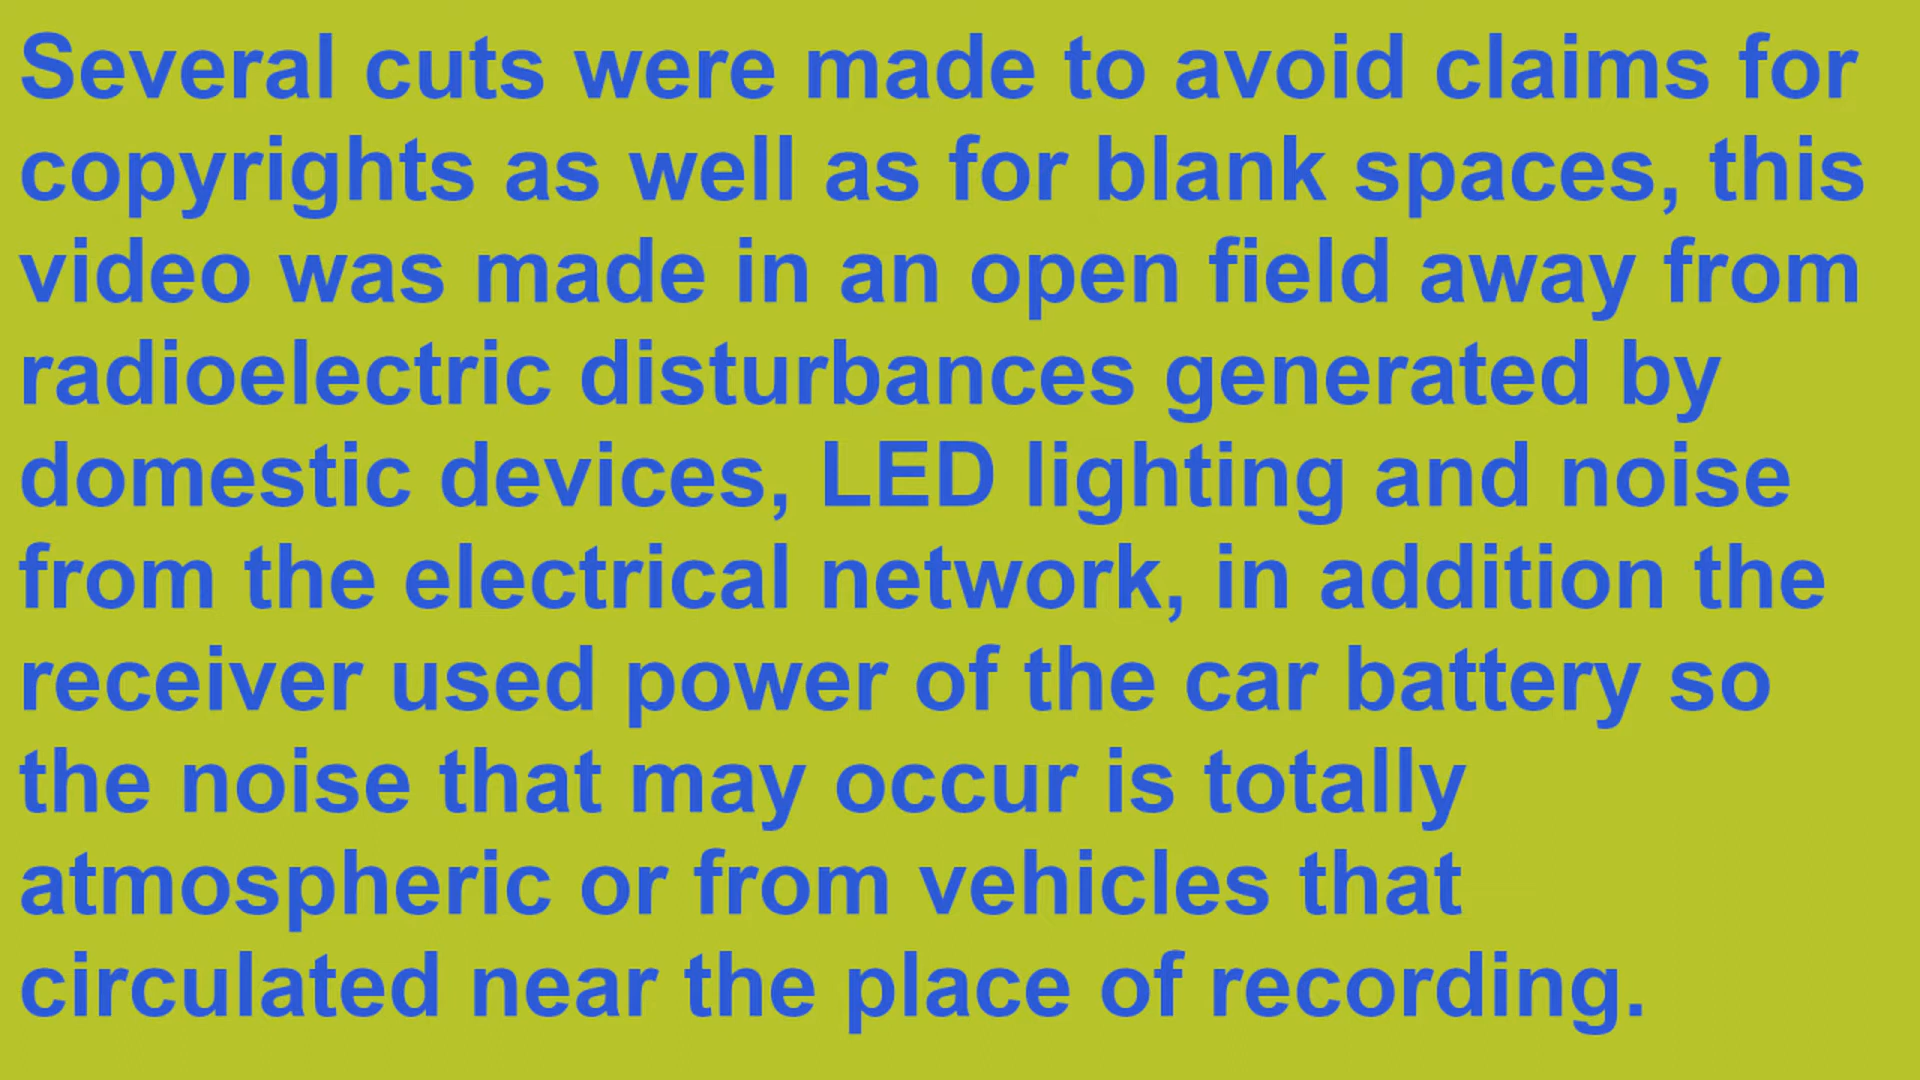 Several cuts were made to avoid claims for
copyrights as well as for blank spaces, this
video was made in an open field away from
radioelectric disturbances generated by
domestic devices, LED lighting and noise
from the electrical network, in addition the
receiver used power of the car battery so
the noise that may occur is totally
atmospheric or from vehicles that
circulated near the place of recording.